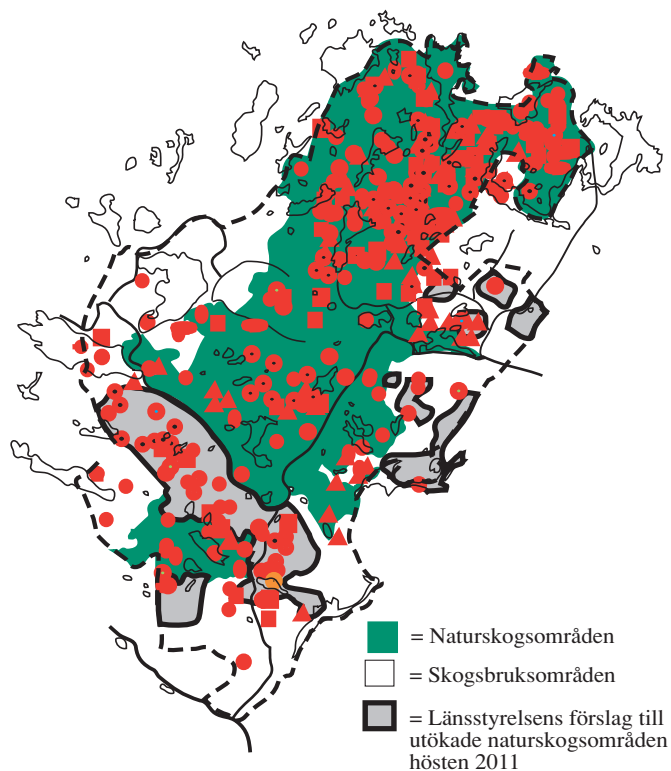 = Naturskogsområden
= Skogsbruksområden
= Länsstyrelsens förslag till
utökade naturskogsområden
hösten 2011